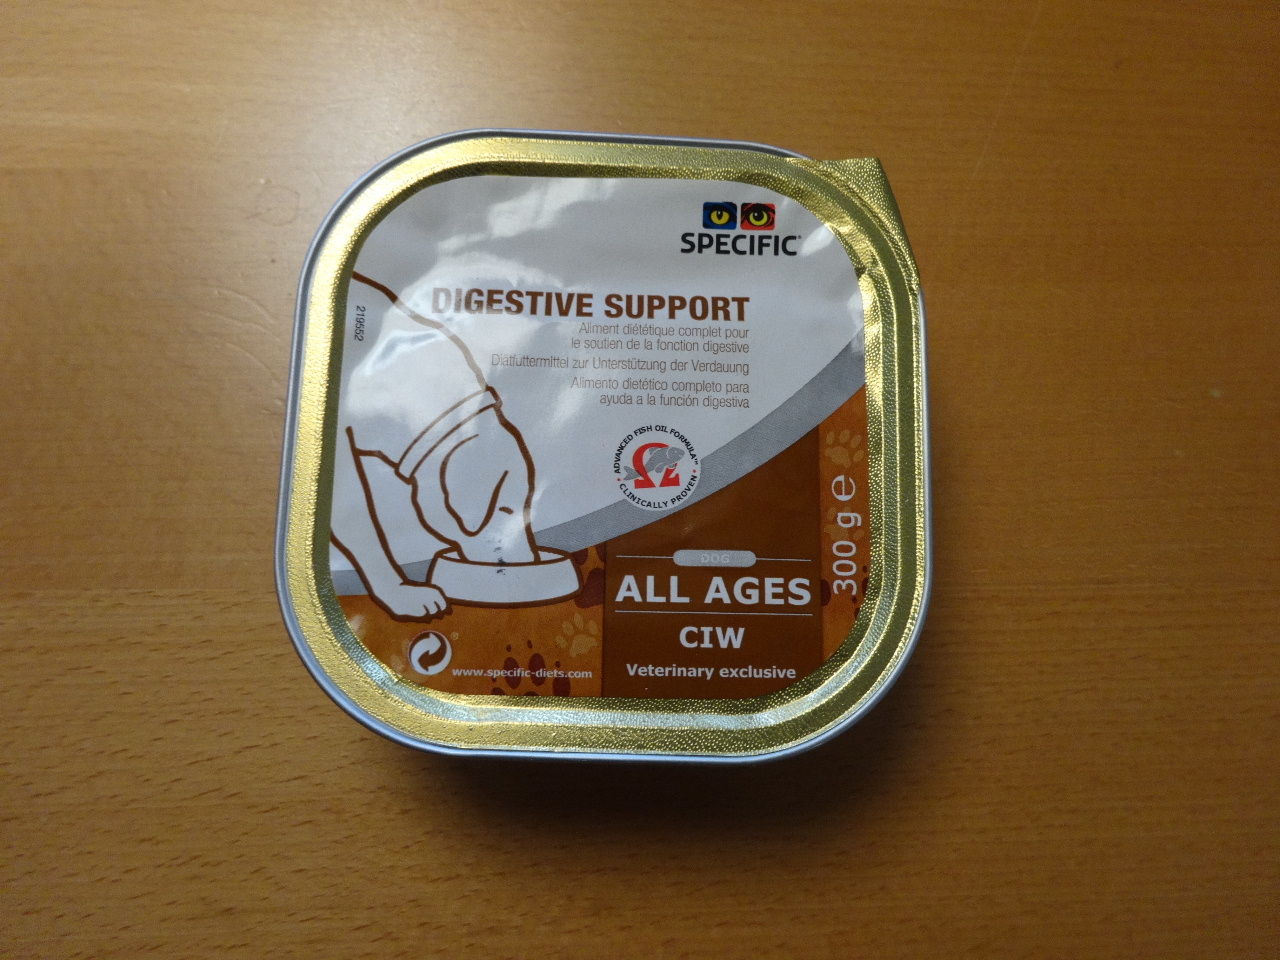 SPECIFIC
DIGESTIVE SUPPORT
Aliment diététique complet pour
le soutien de la fonction digestive
Diätfuttermittel zur Unterstützung der Verdauung
Alimento dietético completo para
ayuda a la función digestiva
219552
ADVANCED FISH OIL FORMULA™
• CLINICALLY PROVEN •
DOG
ALL AGES
CIW
Veterinary exclusive
300 g e
www.specific-diets.com